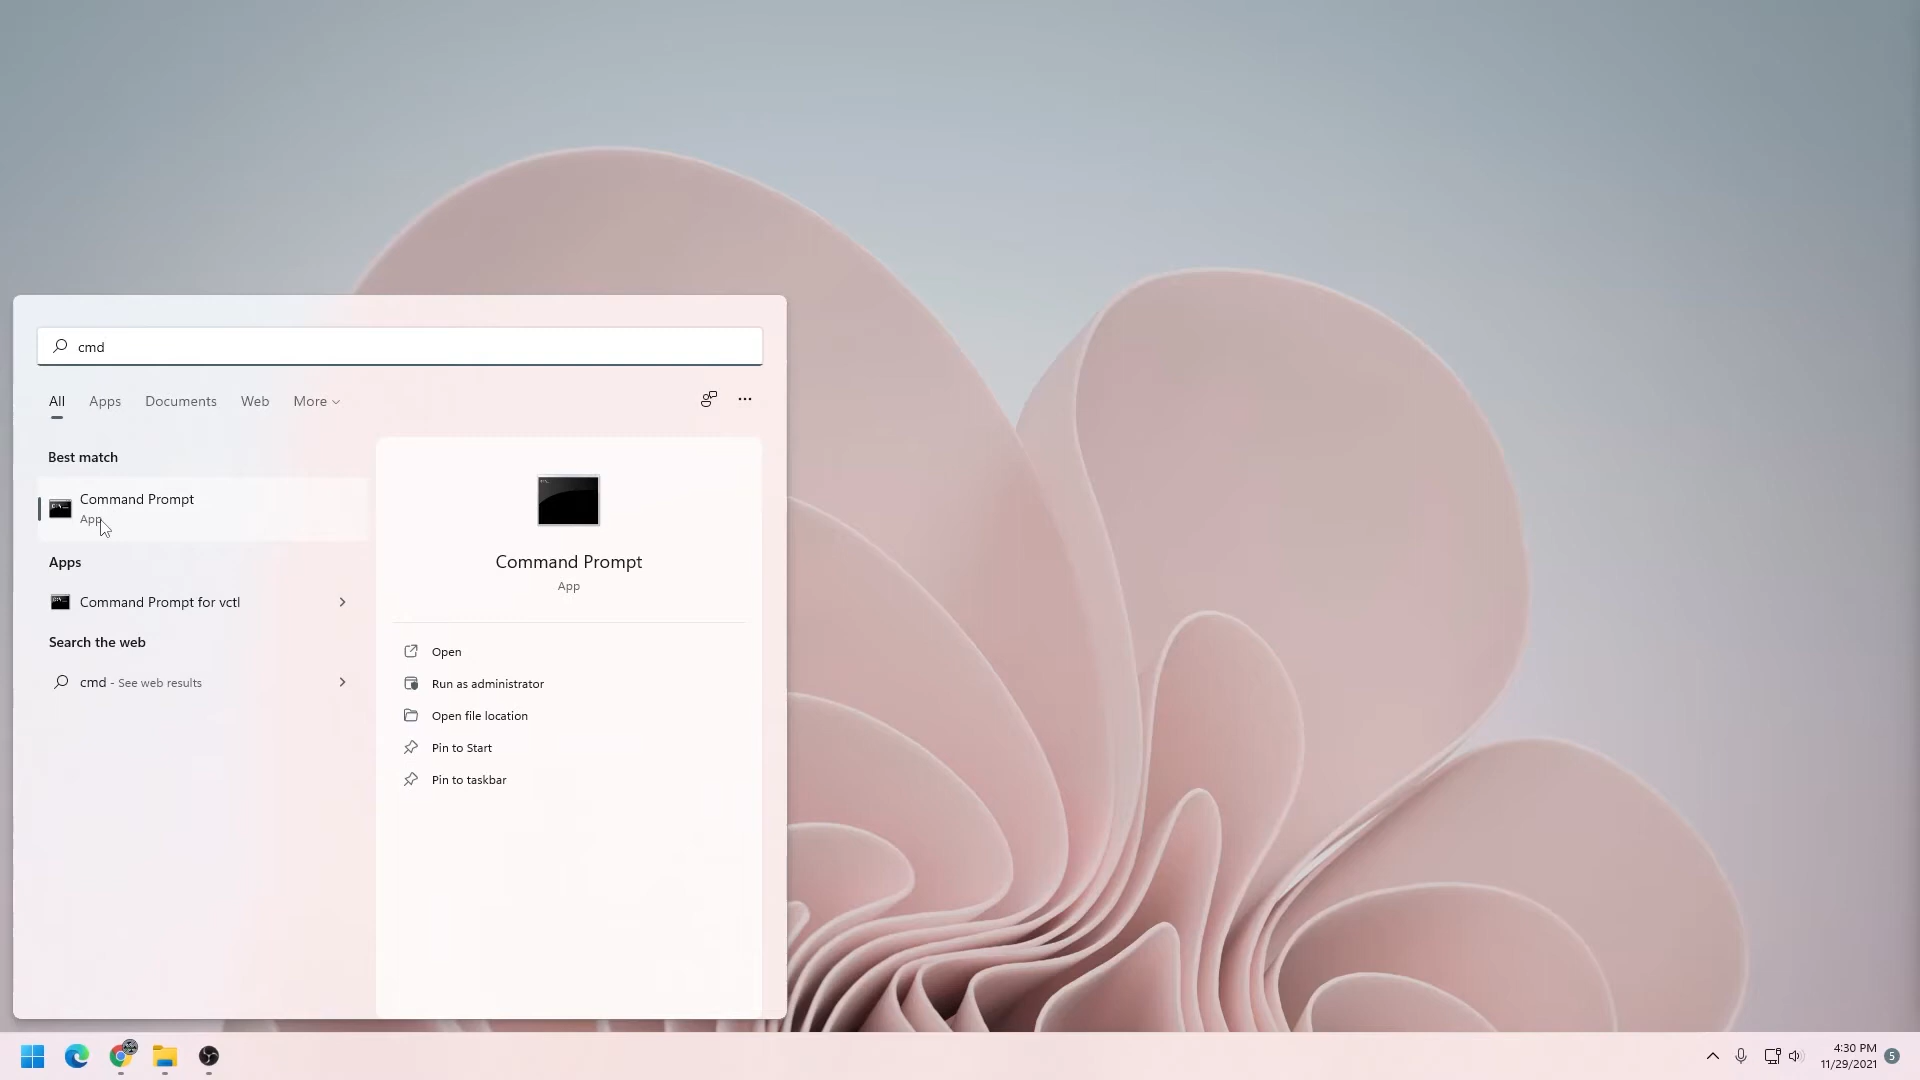 cmd
All Apps Documents Web More
Best match
Command Prompt
App
Apps
Command Prompt for vctl
Search the web
cmd - See web results
Command Prompt
App
Open
Run as administrator
Open file location
Pin to Start
Pin to taskbar
4:30 PM
11/29/2021
5